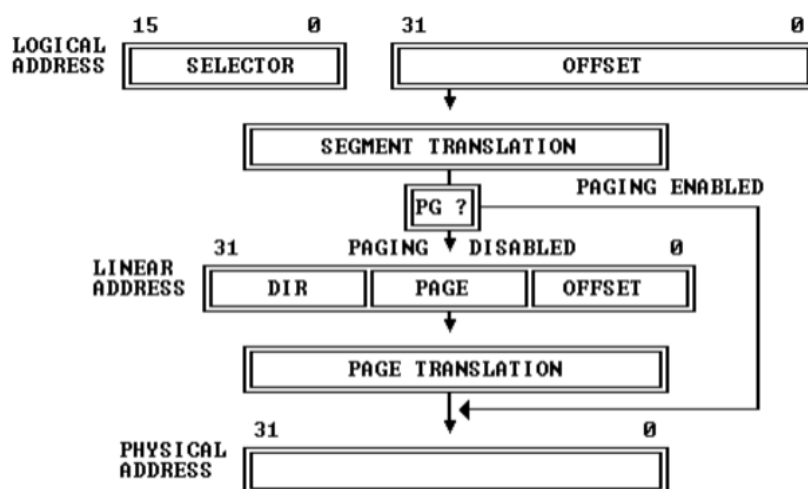 15 0 31 0
LOGICAL
ADDRESS
SELECTOR OFFSET
SEGMENT TRANSLATION
PAGING ENABLED
PG ?
31 PAGING DISABLED 0
LINEAR
ADDRESS
DIR PAGE OFFSET
PAGE TRANSLATION
31 0
PHYSICAL
ADDRESS